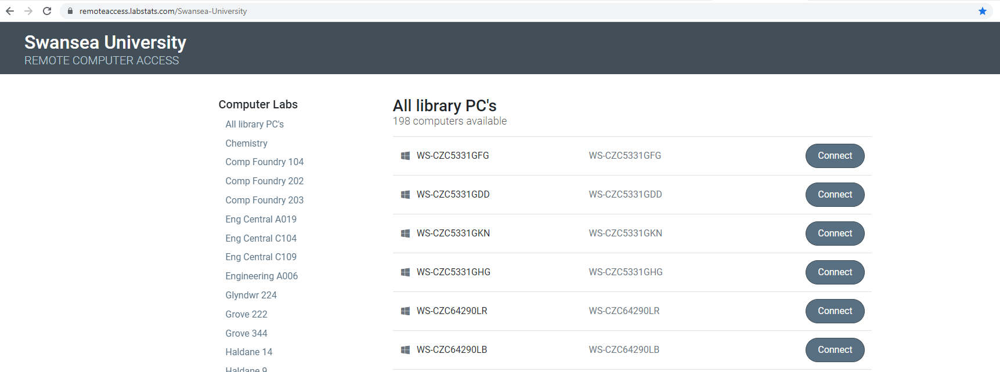 remoteaccess.labstats.com/Swansea-University
Swansea University
REMOTE COMPUTER ACCESS
Computer Labs
All library PC's
Chemistry
Comp Foundry 104
Comp Foundry 202
Comp Foundry 203
Eng Central A019
Eng Central C104
Eng Central C109
Engineering A006
Glyndwr 224
Grove 222
Grove 344
Haldane 14
Haldane 9
All library PC's
198 computers available
WS-CZC5331GFG WS-CZC5331GFG Connect
WS-CZC5331GDD WS-CZC5331GDD Connect
WS-CZC5331GKN WS-CZC5331GKN Connect
WS-CZC5331GHG WS-CZC5331GHG Connect
WS-CZC64290LR WS-CZC64290LR Connect
WS-CZC64290LB WS-CZC64290LB Connect